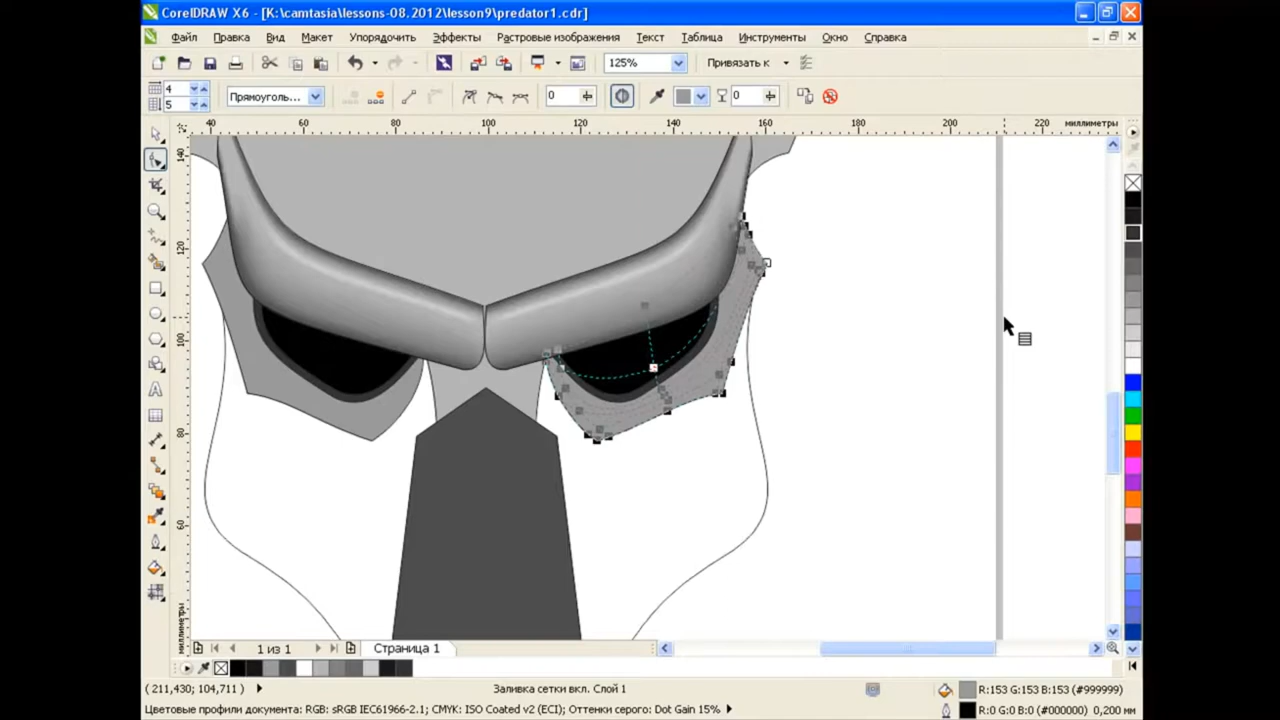 CorelDRAW X6 - [K:\camtasia\lessons-08.2012\lesson9\predator1.cdr]
Файл Правка Вид Макет Упорядочить Эффекты Растровые изображения Текст Таблица Инструменты Окно Справка
125% Привязать к
4
5
Прямоуголь... 0 0
40 60 80 100 120 140 160 180 200 220 миллиметры
140
120
100
80
60
миллиметры
1 из 1 Страница 1
( 211,430; 104,711 ) Заливка сетки вкл. Слой 1 R:153 G:153 B:153 (#999999)
Цветовые профили документа: RGB: sRGB IEC61966-2.1; CMYK: ISO Coated v2 (ECI); Оттенки серого: Dot Gain 15% R:0 G:0 B:0 (#000000) 0,200 мм